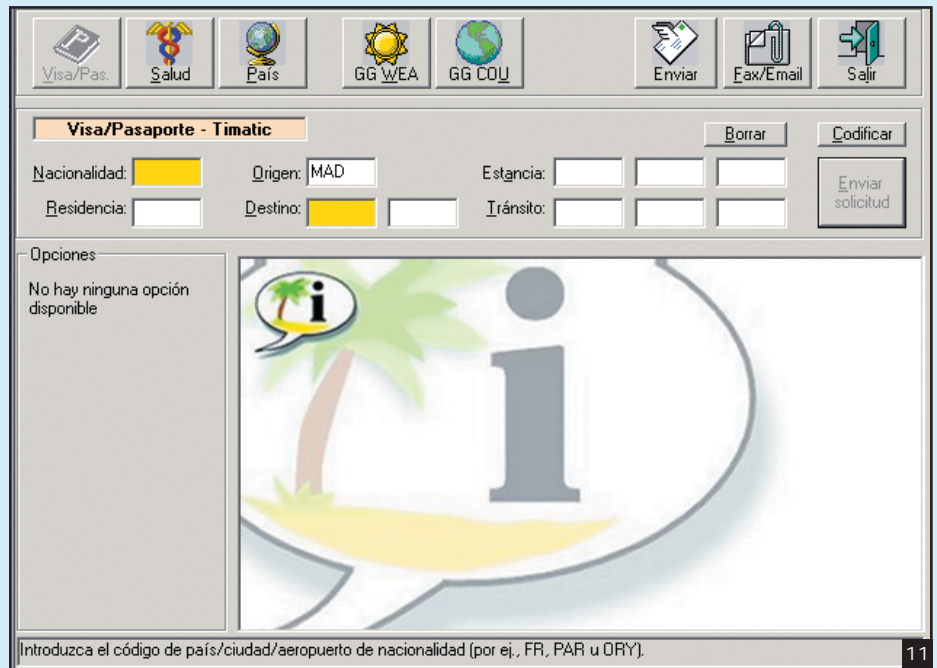 Visa/Pas. Salud País GG WEA GG COU Enviar Fax/Email Salir
Visa/Pasaporte - Timatic Borrar Codificar
Nacionalidad: Origen: MAD Estancia: Enviar solicitud
Residencia: Destino: Tránsito:
Opciones
No hay ninguna opción
disponible
i
i
Introduzca el código de país/ciudad/aeropuerto de nacionalidad (por ej., FR, PAR u ORY).
11